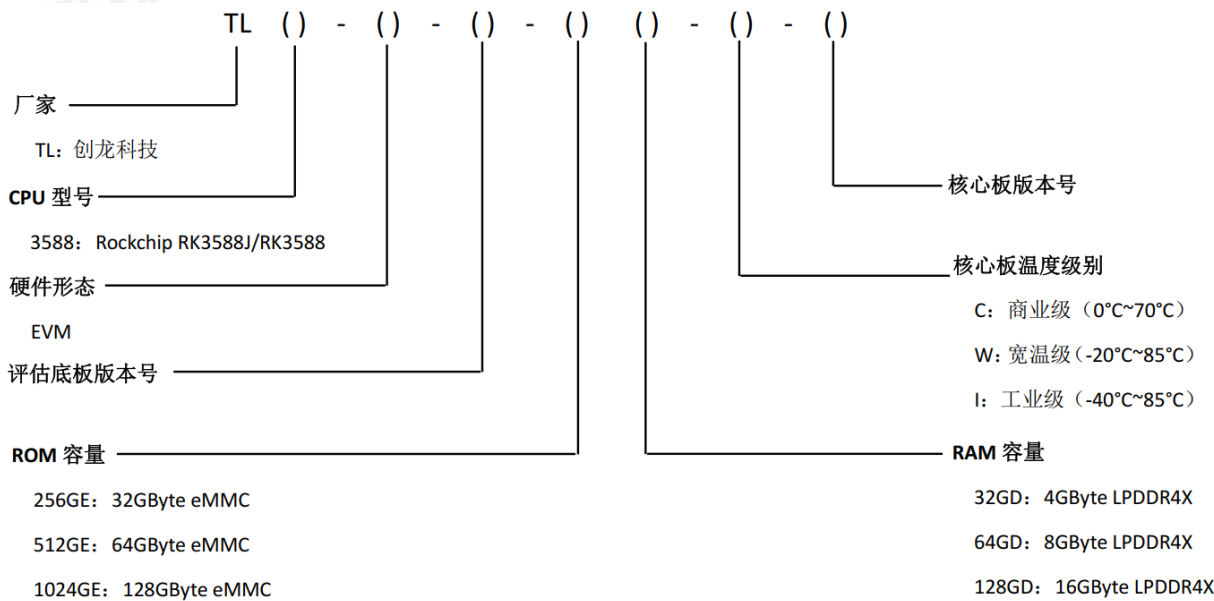 TL () - () - () - () () - () - ()
厂家
TL：创龙科技
CPU 型号
3588：Rockchip RK3588J/RK3588
硬件形态
EVM
评估底板版本号
ROM 容量
256GE：32GByte eMMC
512GE：64GByte eMMC
1024GE：128GByte eMMC
核心板版本号
核心板温度级别
C：商业级（0°C~70°C）
W：宽温级（-20°C~85°C）
I：工业级（-40°C~85°C）
RAM 容量
32GD：4GByte LPDDR4X
64GD：8GByte LPDDR4X
128GD：16GByte LPDDR4X